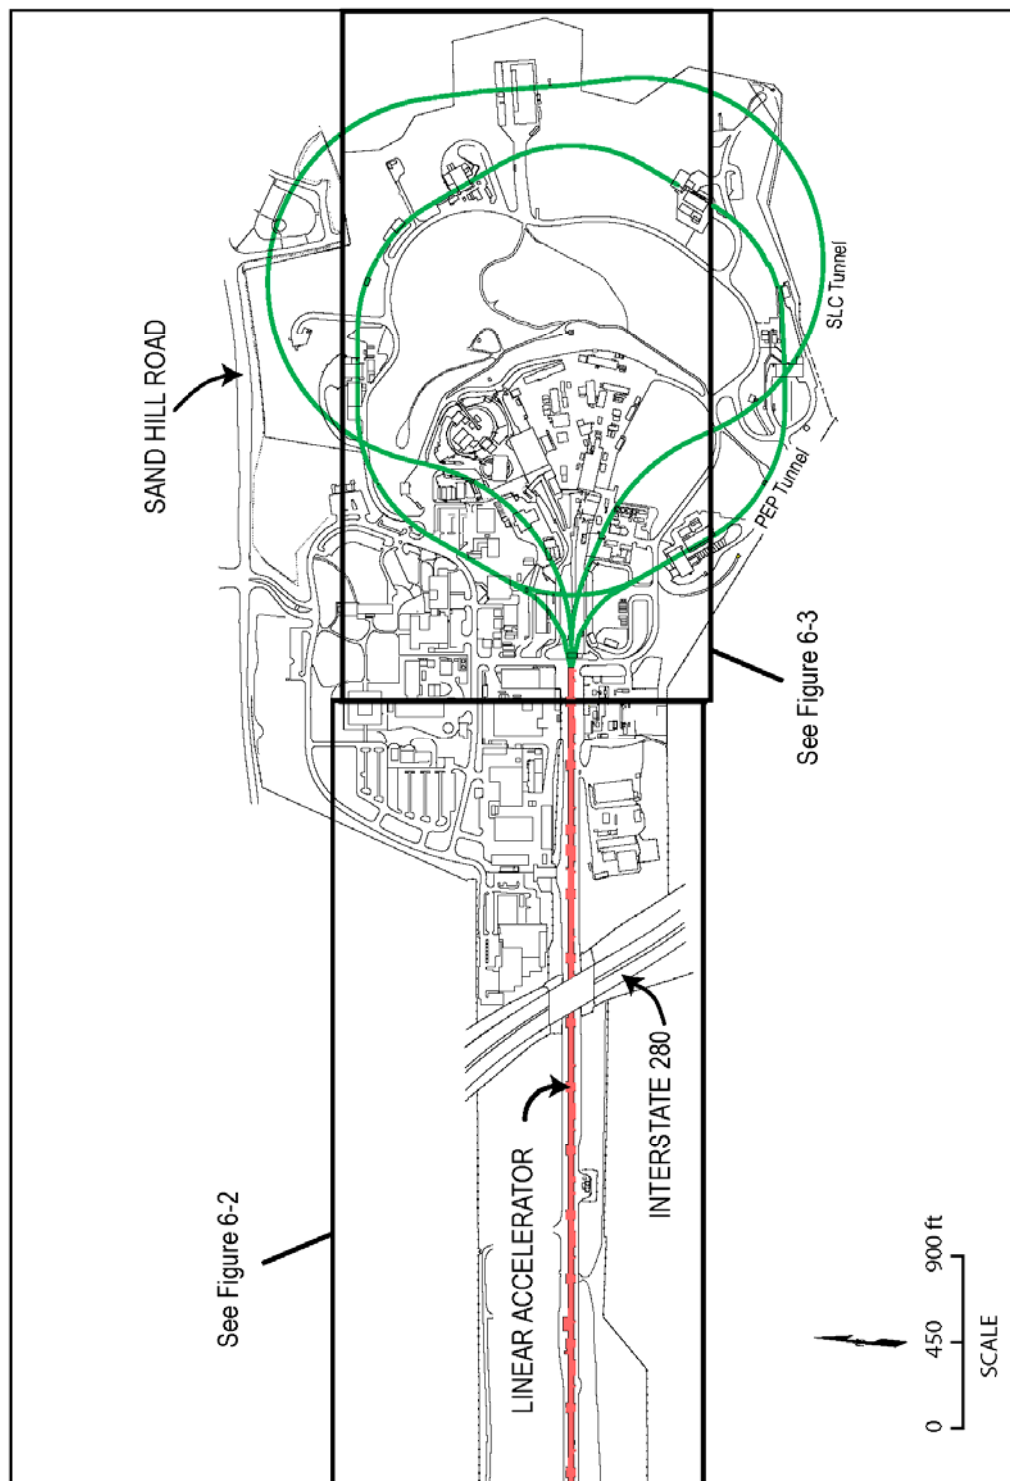 SAND HILL ROAD
SLC Tunnel
PEP Tunnel
See Figure 6-3
See Figure 6-2
LINEAR ACCELERATOR
INTERSTATE 280
0 450 900 ft
SCALE